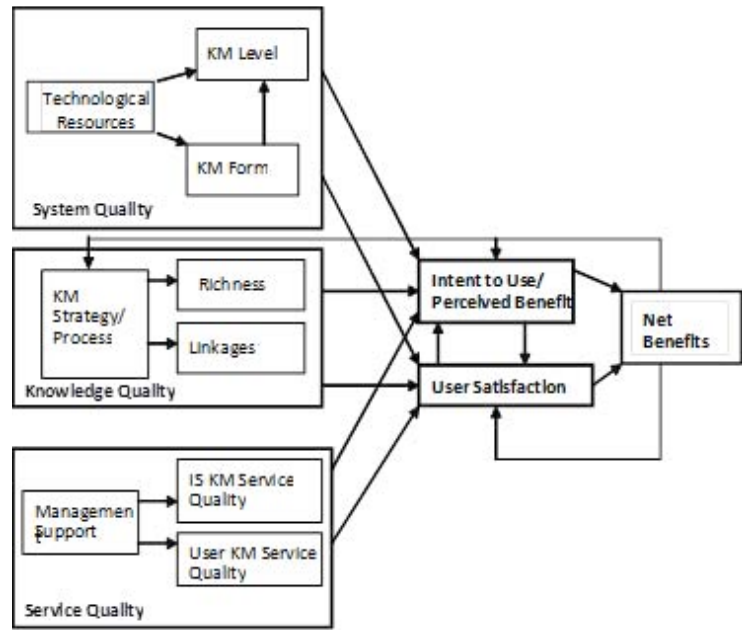 KM Level
Technological
Resources
KM Form
System Quality
KM
Strategy/
Process
Richness
Linkages
Knowledge Quality
Intent to Use/
Perceived Benefit
User Satisfaction
Net
Benefits
IS KM Service
Quality
Managemen
t
Support
User KM Service
Quality
Service Quality